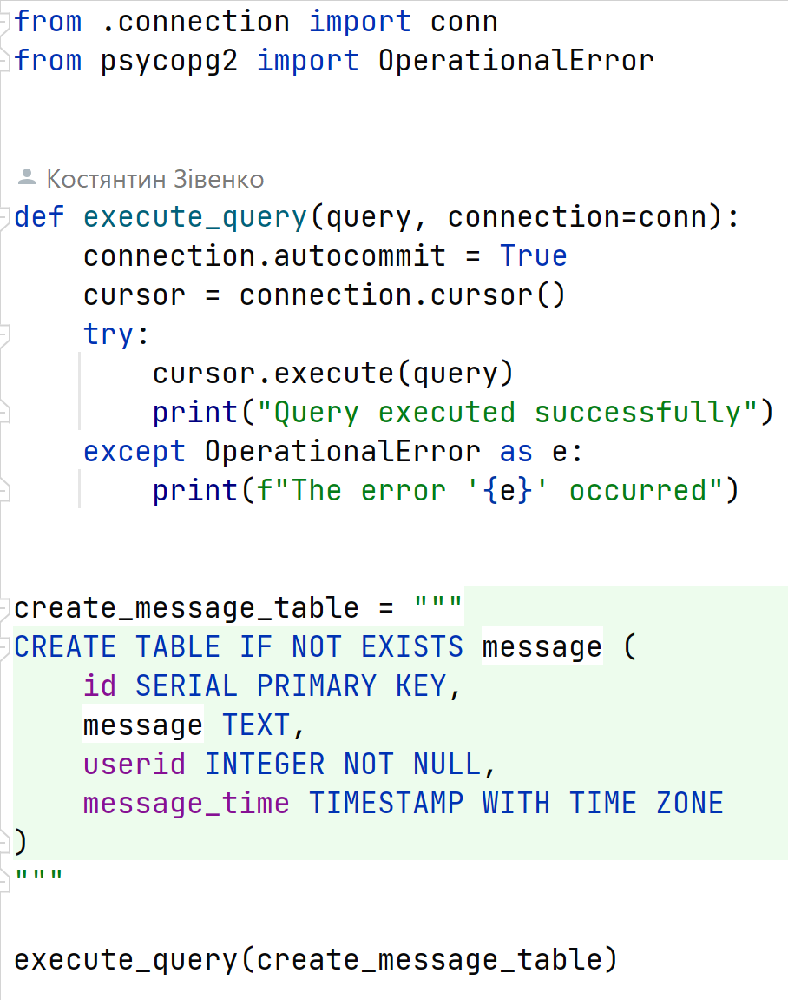 from .connection import conn
from psycopg2 import OperationalError
Костянтин Зівенко
def execute_query(query, connection=conn):
    connection.autocommit = True
    cursor = connection.cursor()
    try:
        cursor.execute(query)
        print("Query executed successfully")
    except OperationalError as e:
        print(f"The error '{e}' occurred")
create_message_table = """
CREATE TABLE IF NOT EXISTS message (
    id SERIAL PRIMARY KEY,
    message TEXT,
    userid INTEGER NOT NULL,
    message_time TIMESTAMP WITH TIME ZONE
)
"""
execute_query(create_message_table)